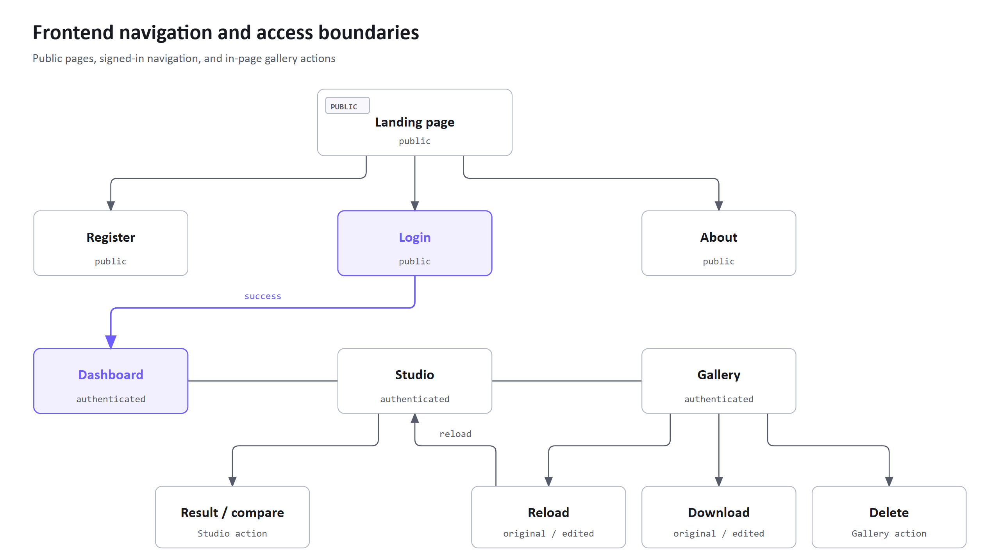 Frontend navigation and access boundaries
Public pages, signed-in navigation, and in-page gallery actions
PUBLIC
Landing page
public
Register
public
Login
public
About
public
success
Dashboard
authenticated
Studio
authenticated
Gallery
authenticated
reload
Result / compare
Studio action
Reload
original / edited
Download
original / edited
Delete
Gallery action